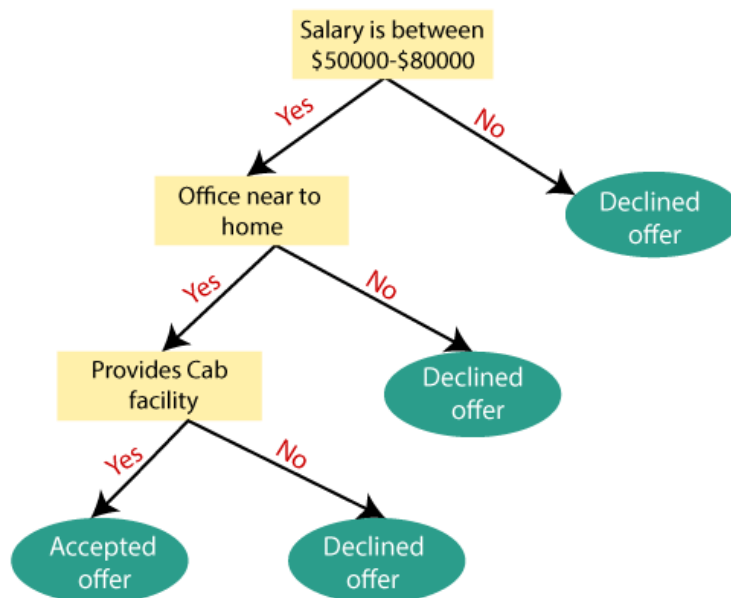 Salary is between
$50000-$80000
Yes
No
Office near to
home
Declined
offer
Yes
No
Provides Cab
facility
Declined
offer
Yes
No
Accepted
offer
Declined
offer